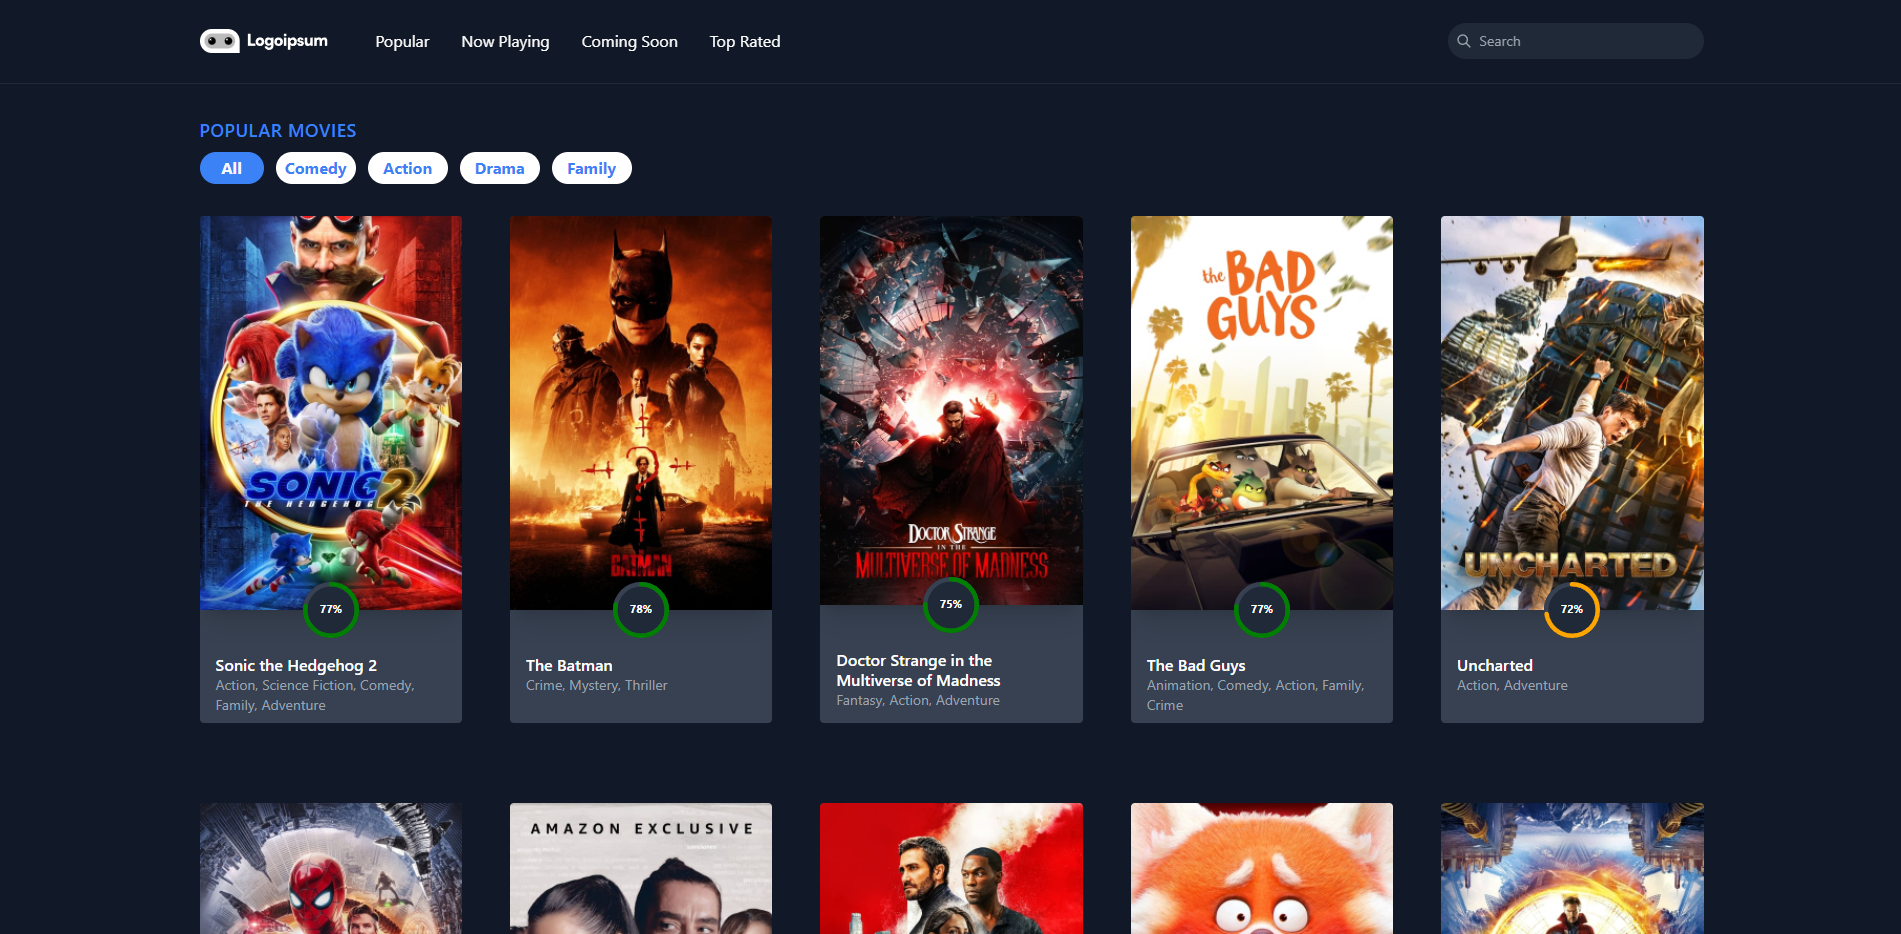 Logoipsum
Popular
Now Playing
Coming Soon
Top Rated
Search
POPULAR MOVIES
All
Comedy
Action
Drama
Family
SONIC 2
THE HEDGEHOG
THE
BATMAN
DOCTOR STRANGE
IN THE
MULTIVERSE OF MADNESS
the BAD
GUYS
UNCHARTED
77%
78%
75%
77%
72%
Sonic the Hedgehog 2
Action, Science Fiction, Comedy,
Family, Adventure
The Batman
Crime, Mystery, Thriller
Doctor Strange in the
Multiverse of Madness
Fantasy, Action, Adventure
The Bad Guys
Animation, Comedy, Action, Family,
Crime
Uncharted
Action, Adventure
AMAZON EXCLUSIVE